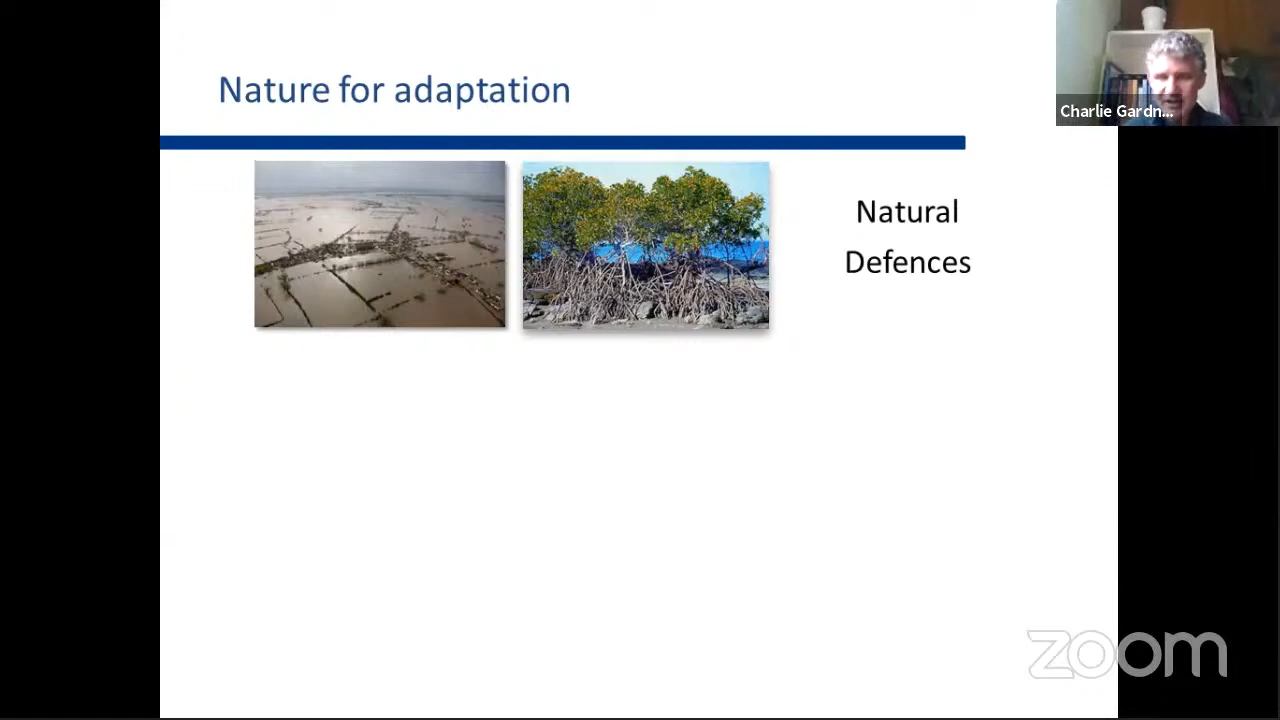 Nature for adaptation
Charlie Gardn...
Natural
Defences
zoom